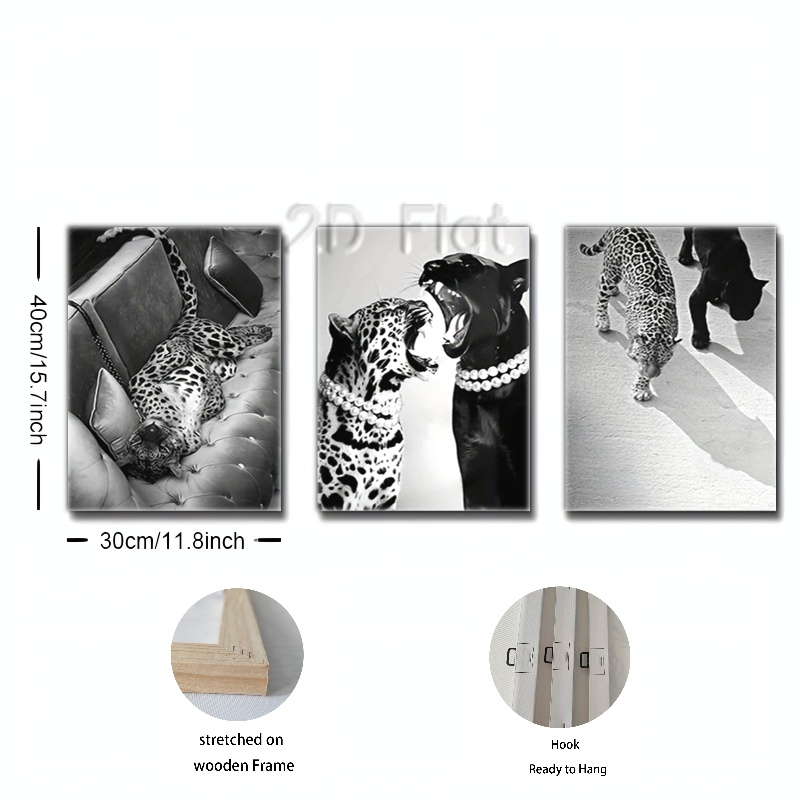 2D Flat
40cm/15.7inch
30cm/11.8inch
stretched on
wooden Frame
Hook
Ready to Hang